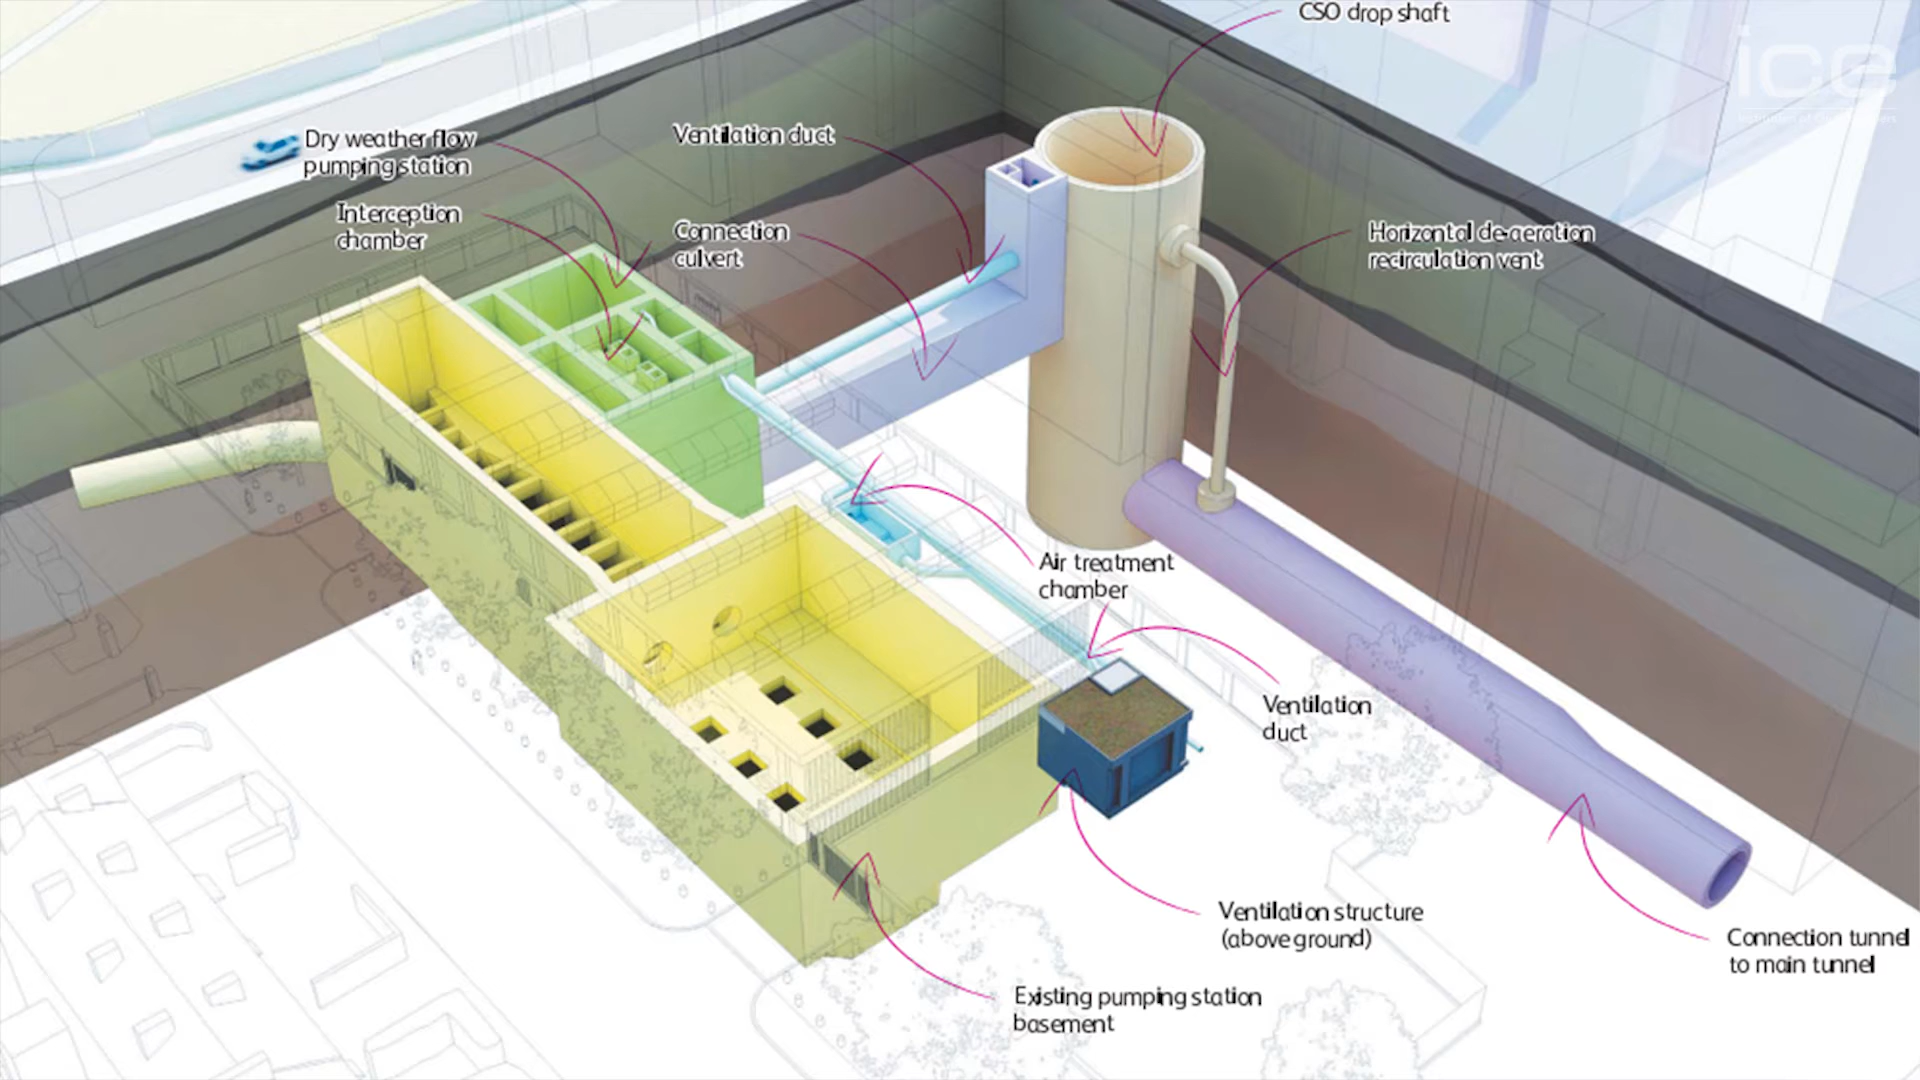 CSO drop shaft
ice
Dry weather flow
pumping station
Ventilation duct
Interception
chamber
Connection
culvert
Horizontal de-aeration
recirculation vent
Air treatment
chamber
Ventilation
duct
Ventilation structure
(above ground)
Connection tunnel
to main tunnel
Existing pumping station
basement